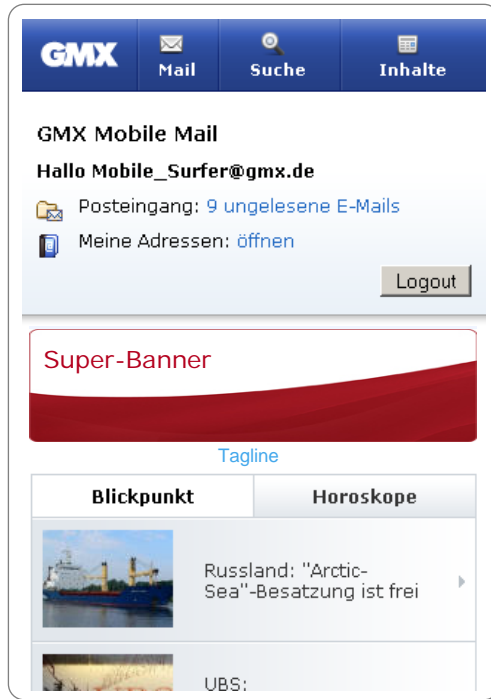 GMX
Mail
Suche
Inhalte
GMX Mobile Mail
Hallo Mobile_Surfer@gmx.de
Posteingang: 9 ungelesene E-Mails
Meine Adressen: öffnen
Logout
Super-Banner
Tagline
Blickpunkt
Horoskope
Russland: "Arctic-
Sea"-Besatzung ist frei
UBS: